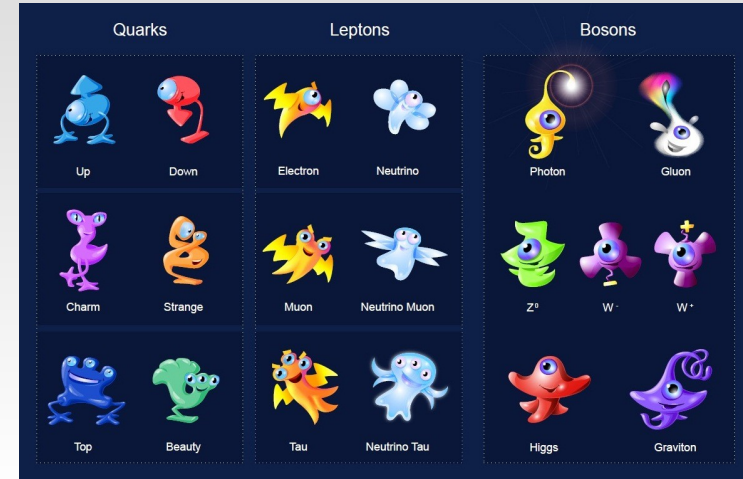 Quarks
Leptons
Bosons
Up
Down
Electron
Neutrino
Photon
Gluon
Charm
Strange
Muon
Neutrino Muon
Z⁰
W⁻
W⁺
Top
Beauty
Tau
Neutrino Tau
Higgs
Graviton